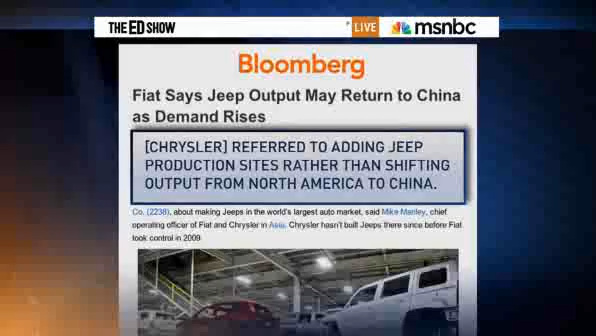 THE ED SHOW
LIVE msnbc
Bloomberg
Fiat Says Jeep Output May Return to China
as Demand Rises
[CHRYSLER] REFERRED TO ADDING JEEP
PRODUCTION SITES RATHER THAN SHIFTING
OUTPUT FROM NORTH AMERICA TO CHINA.
Co. (2238), about making Jeeps in the world's largest auto market, said Mike Manley, chief
operating officer of Fiat and Chrysler in Asia. Chrysler hasn't built Jeeps there since before Fiat
took control in 2009